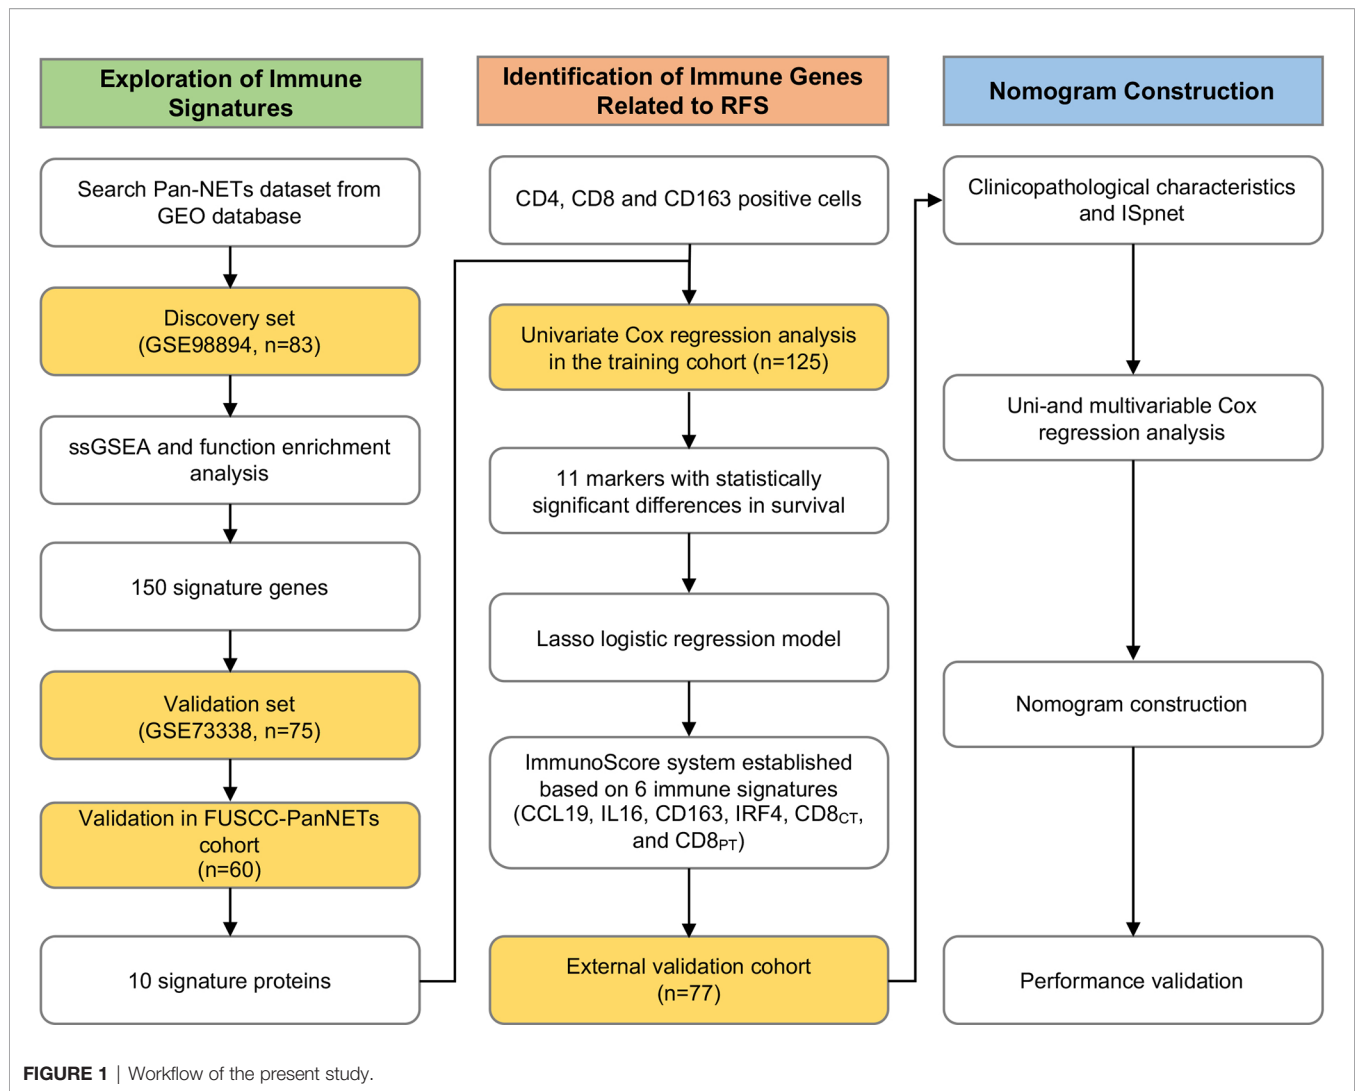 Exploration of Immune
Signatures
Search Pan-NETs dataset from
GEO database
Discovery set
(GSE98894, n=83)
ssGSEA and function enrichment
analysis
150 signature genes
Validation set
(GSE73338, n=75)
Validation in FUSCC-PanNETs
cohort
(n=60)
10 signature proteins
Identification of Immune Genes
Related to RFS
CD4, CD8 and CD163 positive cells
Univariate Cox regression analysis
in the training cohort (n=125)
11 markers with statistically
significant differences in survival
Lasso logistic regression model
ImmunoScore system established
based on 6 immune signatures
(CCL19, IL16, CD163, IRF4, CD8CT,
and CD8PT)
External validation cohort
(n=77)
Nomogram Construction
Clinicopathological characteristics
and ISpnet
Uni-and multivariable Cox
regression analysis
Nomogram construction
Performance validation
FIGURE 1 | Workflow of the present study.